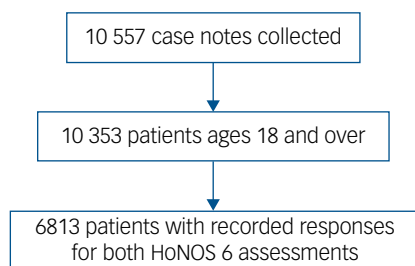 10 557 case notes collected
10 353 patients ages 18 and over
6813 patients with recorded responses
for both HoNOS 6 assessments